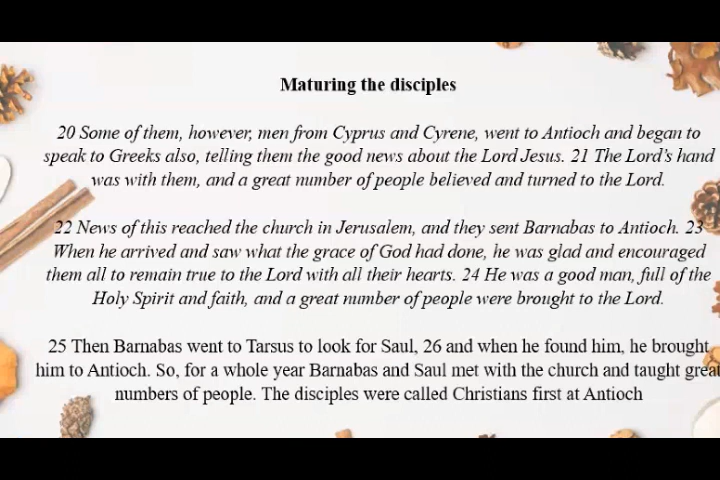 Maturing the disciples
20 Some of them, however, men from Cyprus and Cyrene, went to Antioch and began to
speak to Greeks also, telling them the good news about the Lord Jesus. 21 The Lord's hand
was with them, and a great number of people believed and turned to the Lord.
22 News of this reached the church in Jerusalem, and they sent Barnabas to Antioch. 23
When he arrived and saw what the grace of God had done, he was glad and encouraged
them all to remain true to the Lord with all their hearts. 24 He was a good man, full of the
Holy Spirit and faith, and a great number of people were brought to the Lord.
25 Then Barnabas went to Tarsus to look for Saul, 26 and when he found him, he brought
him to Antioch. So, for a whole year Barnabas and Saul met with the church and taught great
numbers of people. The disciples were called Christians first at Antioch